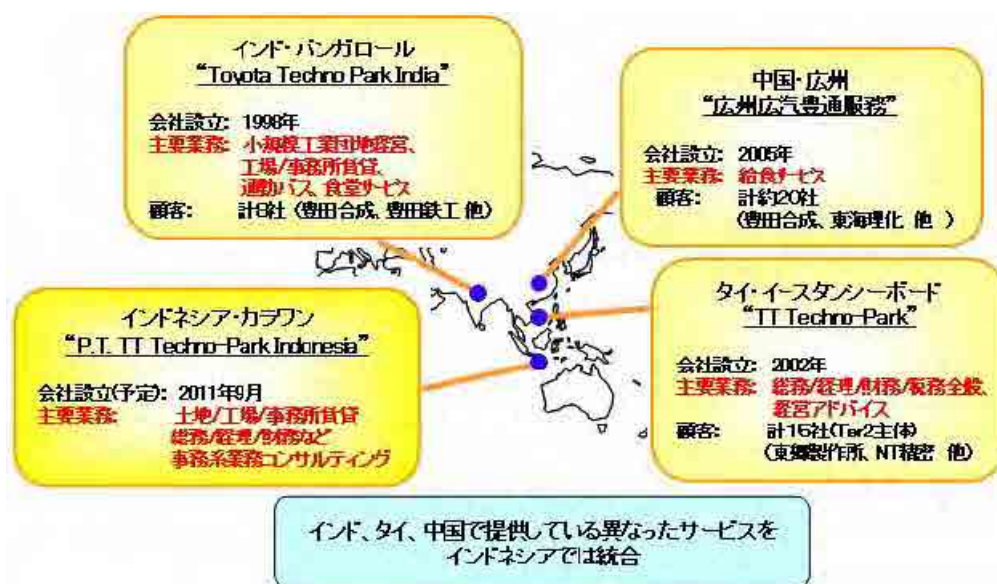 インド・バンガロール
“Toyota Techno Park India”
会社設立: 1998年
主要業務: 小規模工業団地経営、
工場/事務所賃貸、
通勤バス、食堂サービス
顧客: 計8社（豊田合成、豊田鉄工 他）
中国・広州
“広州広汽豊通服務”
会社設立: 2005年
主要業務: 給食サービス
顧客: 計約20社
（豊田合成、東海理化 他 ）
インドネシア・カラワン
“P.T. TT Techno-Park Indonesia”
会社設立(予定): 2011年9月
主要業務: 土地/工場/事務所賃貸
総務/経理/財務など
事務系業務コンサルティング
タイ・イースタンシーボード
“TT Techno-Park”
会社設立: 2002年
主要業務: 総務/経理/財務/税務全般、
経営アドバイス
顧客: 計15社(Tier2主体)
（東郷製作所、NT精密 他）
インド、タイ、中国で提供している異なったサービスを
インドネシアでは統合